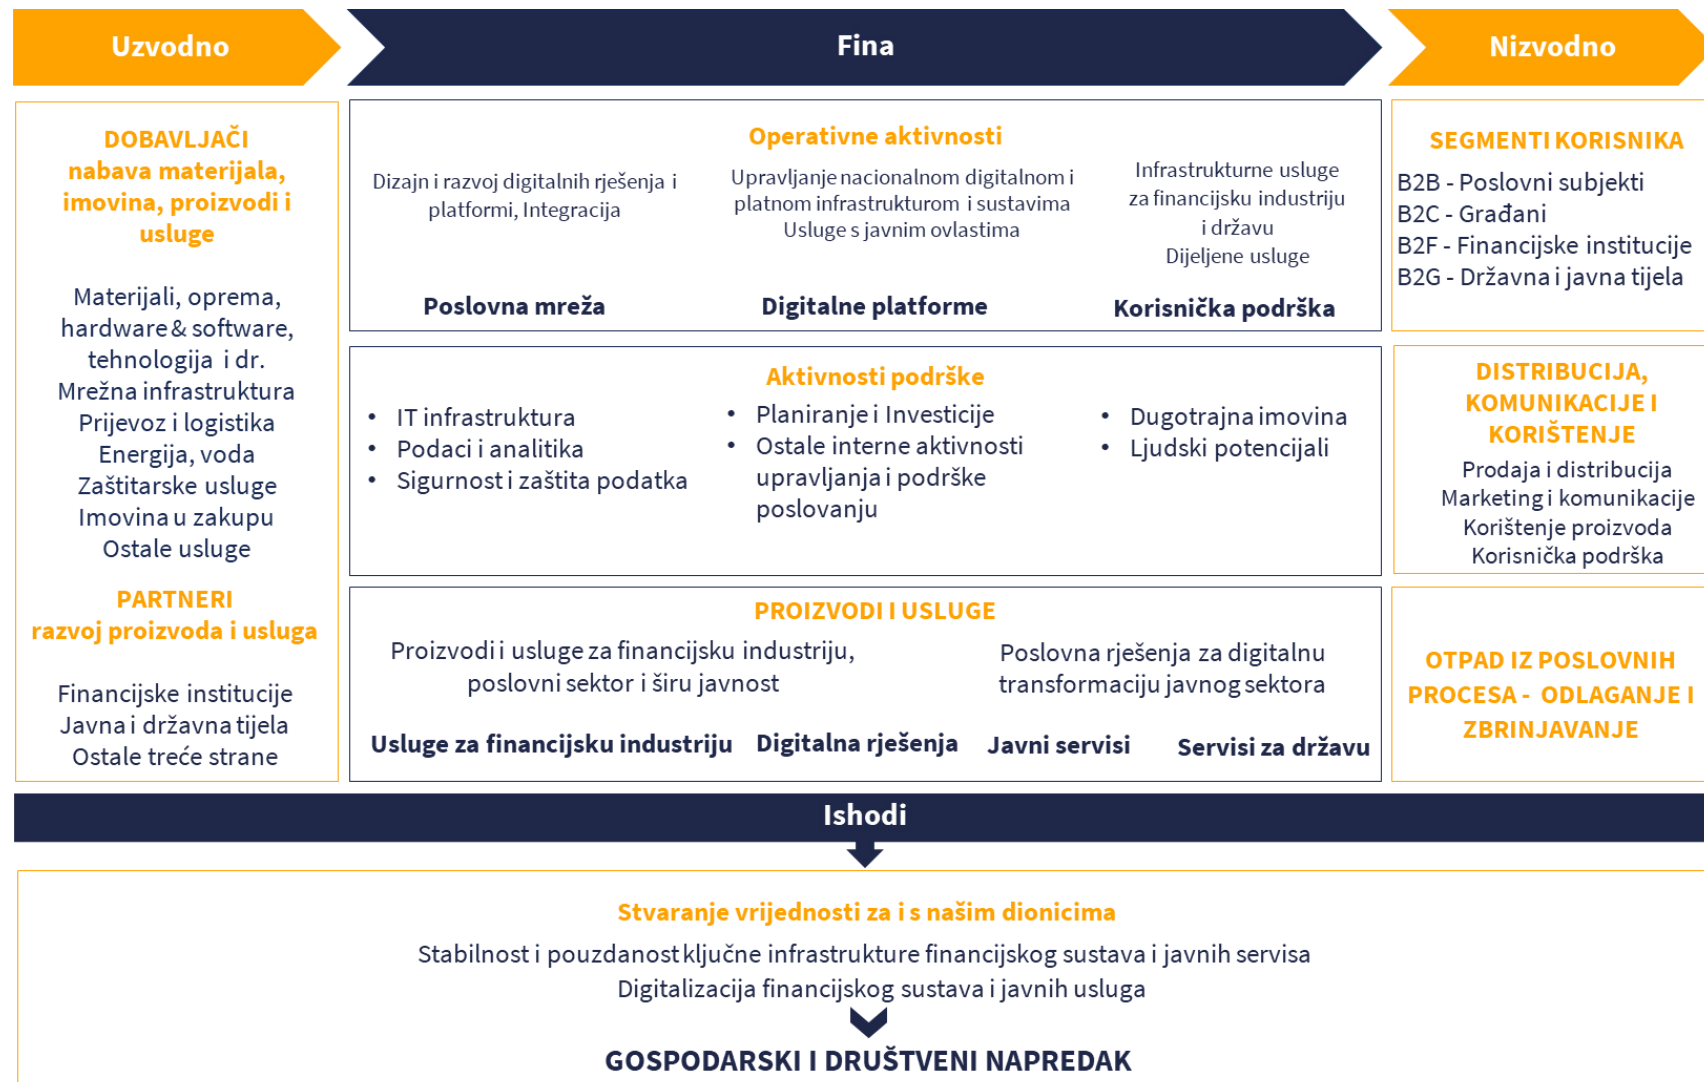 Uzvodno
Fina
Nizvodno
DOBAVLJAČI
nabava materijala,
imovina, proizvodi i
usluge
Materijali, oprema,
hardware & software,
tehnologija i dr.
Mrežna infrastruktura
Prijevoz i logistika
Energija, voda
Zaštitarske usluge
Imovina u zakupu
Ostale usluge
PARTNERI
razvoj proizvoda i usluga
Financijske institucije
Javna i državna tijela
Ostale treće strane
Operativne aktivnosti
Dizajn i razvoj digitalnih rješenja i
platformi, Integracija
Upravljanje nacionalnom digitalnom i
platnom infrastrukturom i sustavima
Usluge s javnim ovlastima
Infrastrukturne usluge
za financijsku industriju
i državu
Dijeljene usluge
Poslovna mreža
Digitalne platforme
Korisnička podrška
Aktivnosti podrške
• IT infrastruktura
• Podaci i analitika
• Sigurnost i zaštita podatka
• Planiranje i Investicije
• Ostale interne aktivnosti
upravljanja i podrške
poslovanju
• Dugotrajna imovina
• Ljudski potencijali
PROIZVODI I USLUGE
Proizvodi i usluge za financijsku industriju,
poslovni sektor i širu javnost
Poslovna rješenja za digitalnu
transformaciju javnog sektora
Usluge za financijsku industriju
Digitalna rješenja
Javni servisi
Servisi za državu
SEGMENTI KORISNIKA
B2B - Poslovni subjekti
B2C - Građani
B2F - Financijske institucije
B2G - Državna i javna tijela
DISTRIBUCIJA,
KOMUNIKACIJE I
KORIŠTENJE
Prodaja i distribucija
Marketing i komunikacije
Korištenje proizvoda
Korisnička podrška
OTPAD IZ POSLOVNIH
PROCESA - ODLAGANJE I
ZBRINJAVANJE
Ishodi
Stvaranje vrijednosti za i s našim dionicima
Stabilnost i pouzdanost ključne infrastrukture financijskog sustava i javnih servisa
Digitalizacija financijskog sustava i javnih usluga
GOSPODARSKI I DRUŠTVENI NAPREDAK